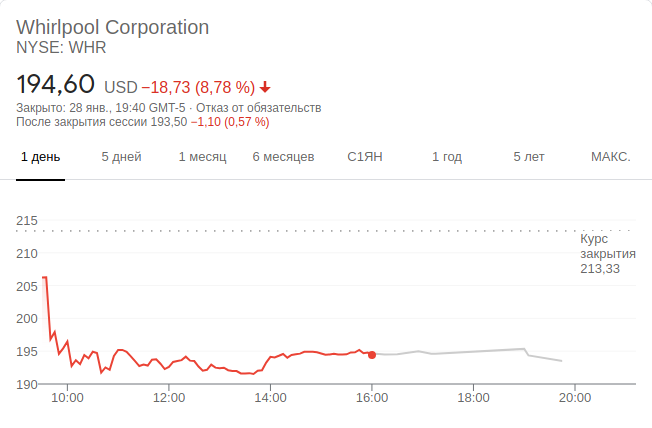 Whirlpool Corporation
NYSE: WHR
194,60 USD −18,73 (8,78 %)
Закрыто: 28 янв., 19:40 GMT-5 · Отказ от обязательств
После закрытия сессии 193,50 −1,10 (0,57 %)
1 день 5 дней 1 месяц 6 месяцев С1ЯН 1 год 5 лет МАКС.
215
Курс
закрытия
213,33
210
205
200
195
190
10:00 12:00 14:00 16:00 18:00 20:00